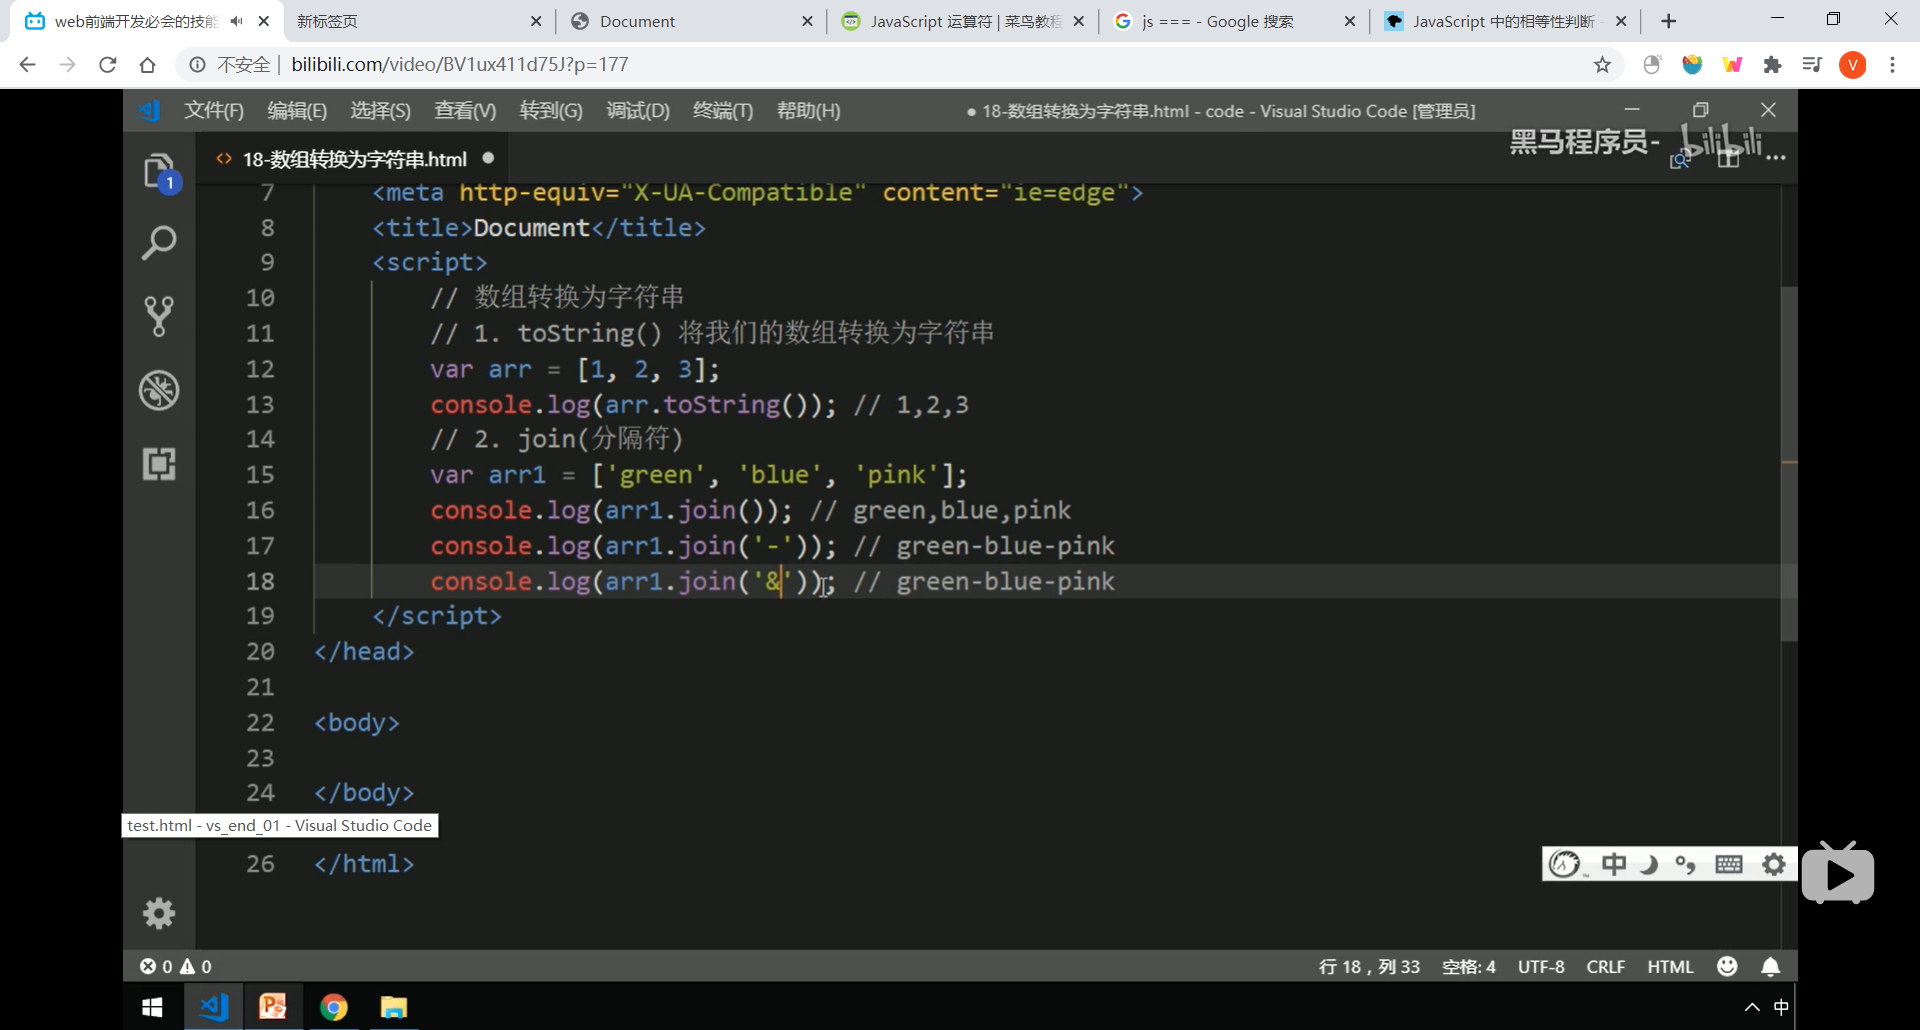 web前端开发必会的技能
新标签页
Document
JavaScript 运算符 | 菜鸟教程
js === - Google 搜索
JavaScript 中的相等性判断 -
不安全 | bilibili.com/video/BV1ux411d75J?p=177
V
文件(F) 编辑(E) 选择(S) 查看(V) 转到(G) 调试(D) 终端(T) 帮助(H)
● 18-数组转换为字符串.html - code - Visual Studio Code [管理员]
黑马程序员- bilibili
<> 18-数组转换为字符串.html ●
1
7 <meta http-equiv="X-UA-Compatible" content="ie=edge">
8 <title>Document</title>
9 <script>
10 // 数组转换为字符串
11 // 1. toString() 将我们的数组转换为字符串
12 var arr = [1, 2, 3];
13 console.log(arr.toString()); // 1,2,3
14 // 2. join(分隔符)
15 var arr1 = ['green', 'blue', 'pink'];
16 console.log(arr1.join()); // green,blue,pink
17 console.log(arr1.join('-')); // green-blue-pink
18 console.log(arr1.join('&')); // green-blue-pink
19 </script>
20 </head>
21
22 <body>
23
24 </body>
test.html - vs_end_01 - Visual Studio Code
26 </html>
中
0 0
行 18，列 33 空格: 4 UTF-8 CRLF HTML
中